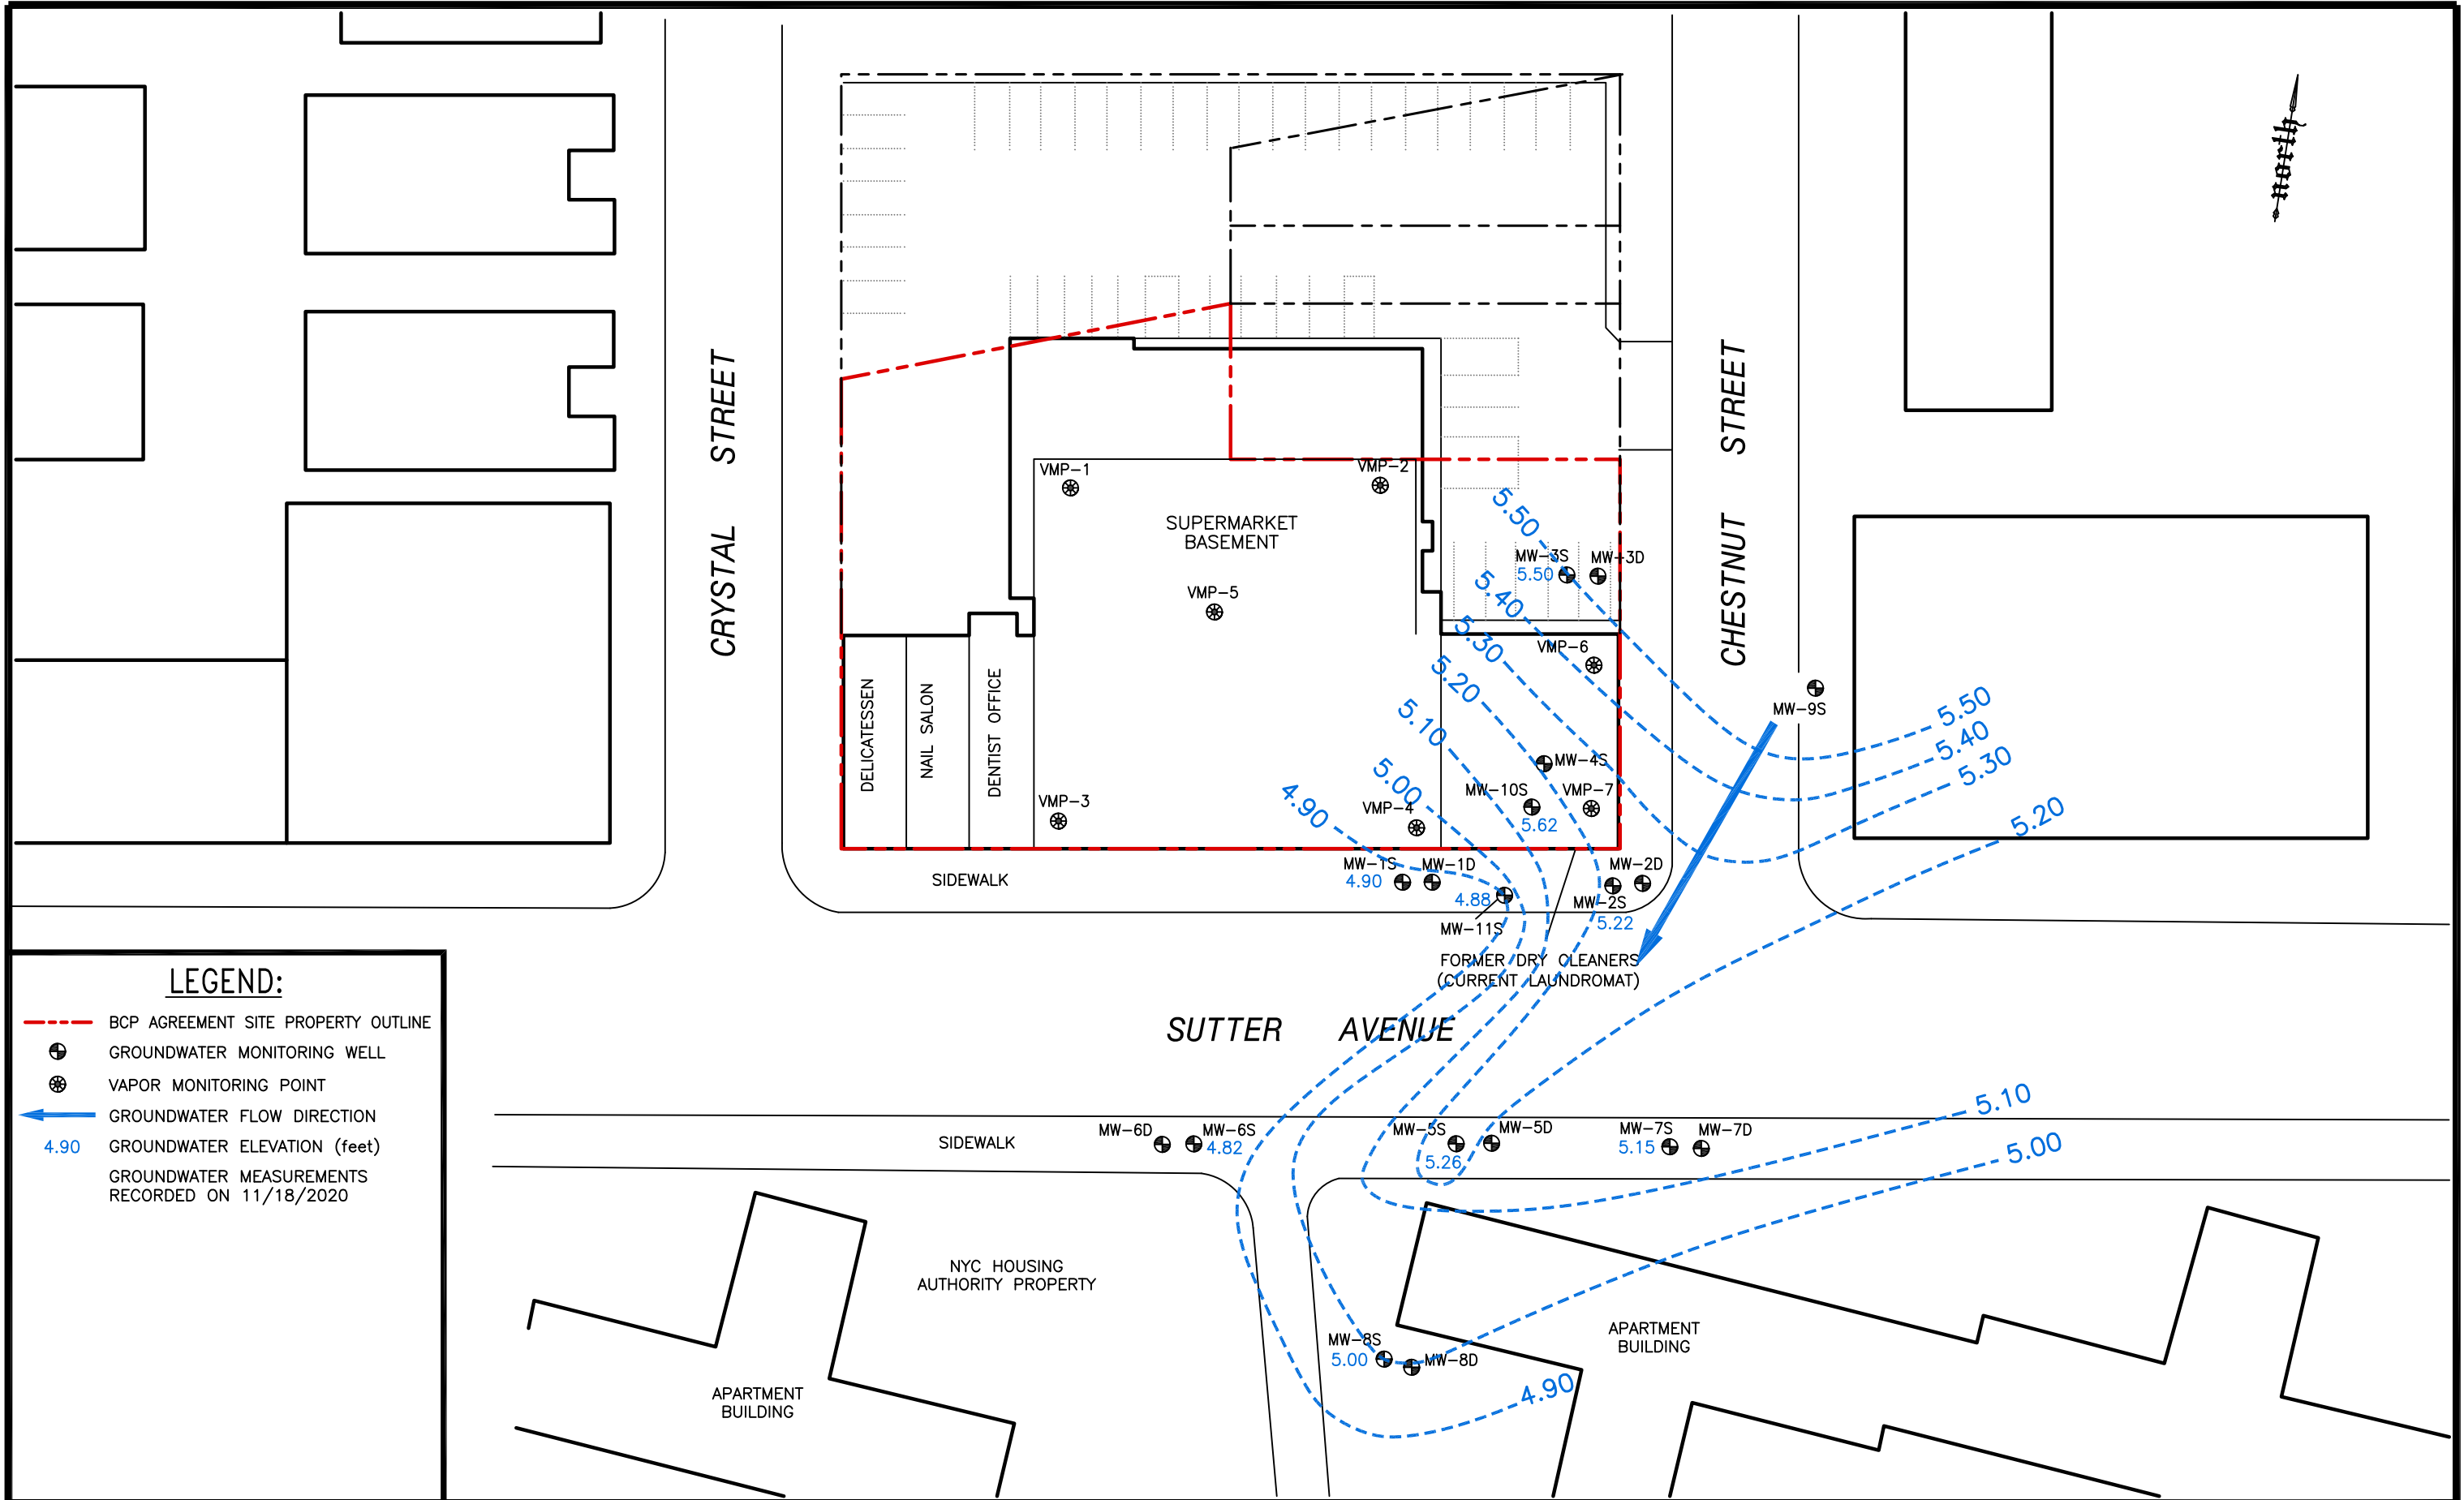 north
CRYSTAL STREET
CHESTNUT STREET
VMP-1
VMP-2
SUPERMARKET
BASEMENT
VMP-5
5.50
MW-3S
MW-3D
5.50
5.40
5.30
VMP-6
5.20
5.10
MW-9S
5.50
5.40
5.30
5.20
DELICATESSEN
NAIL SALON
DENTIST OFFICE
5.00
4.90
MW-4S
MW-10S
VMP-7
5.62
VMP-3
VMP-4
SIDEWALK
MW-1S
MW-1D
4.90
4.88
MW-11S
MW-2D
MW-2S
5.22
FORMER DRY CLEANERS
(CURRENT LAUNDROMAT)
SUTTER AVENUE
5.10
5.00
SIDEWALK
MW-6D
MW-6S
4.82
MW-5S
MW-5D
5.26
MW-7S
MW-7D
5.15
NYC HOUSING
AUTHORITY PROPERTY
MW-8S
5.00
MW-8D
4.90
APARTMENT
BUILDING
APARTMENT
BUILDING
LEGEND:
BCP AGREEMENT SITE PROPERTY OUTLINE
GROUNDWATER MONITORING WELL
VAPOR MONITORING POINT
GROUNDWATER FLOW DIRECTION
4.90 GROUNDWATER ELEVATION (feet)
GROUNDWATER MEASUREMENTS
RECORDED ON 11/18/2020